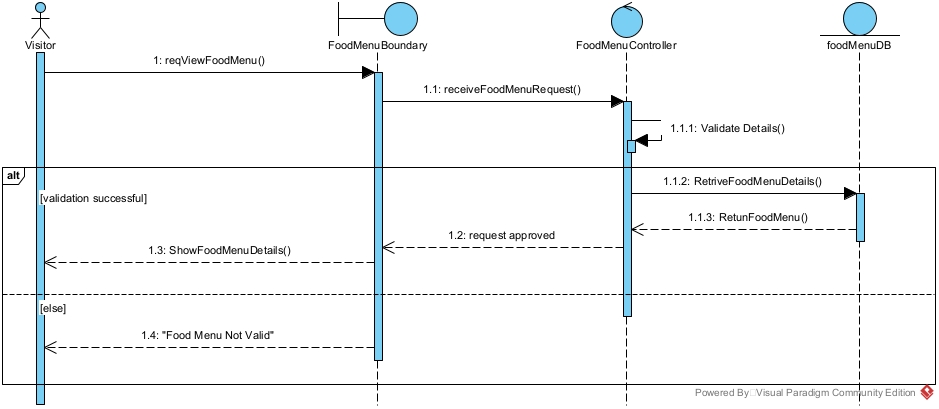 Visitor
FoodMenuBoundary
FoodMenuController
foodMenuDB
1: reqViewFoodMenu()
1.1: receiveFoodMenuRequest()
1.1.1: Validate Details()
alt
[validation successful]
1.1.2: RetriveFoodMenuDetails()
1.1.3: RetunFoodMenu()
1.2: request approved
1.3: ShowFoodMenuDetails()
[else]
1.4: "Food Menu Not Valid"
Powered By Visual Paradigm Community Edition